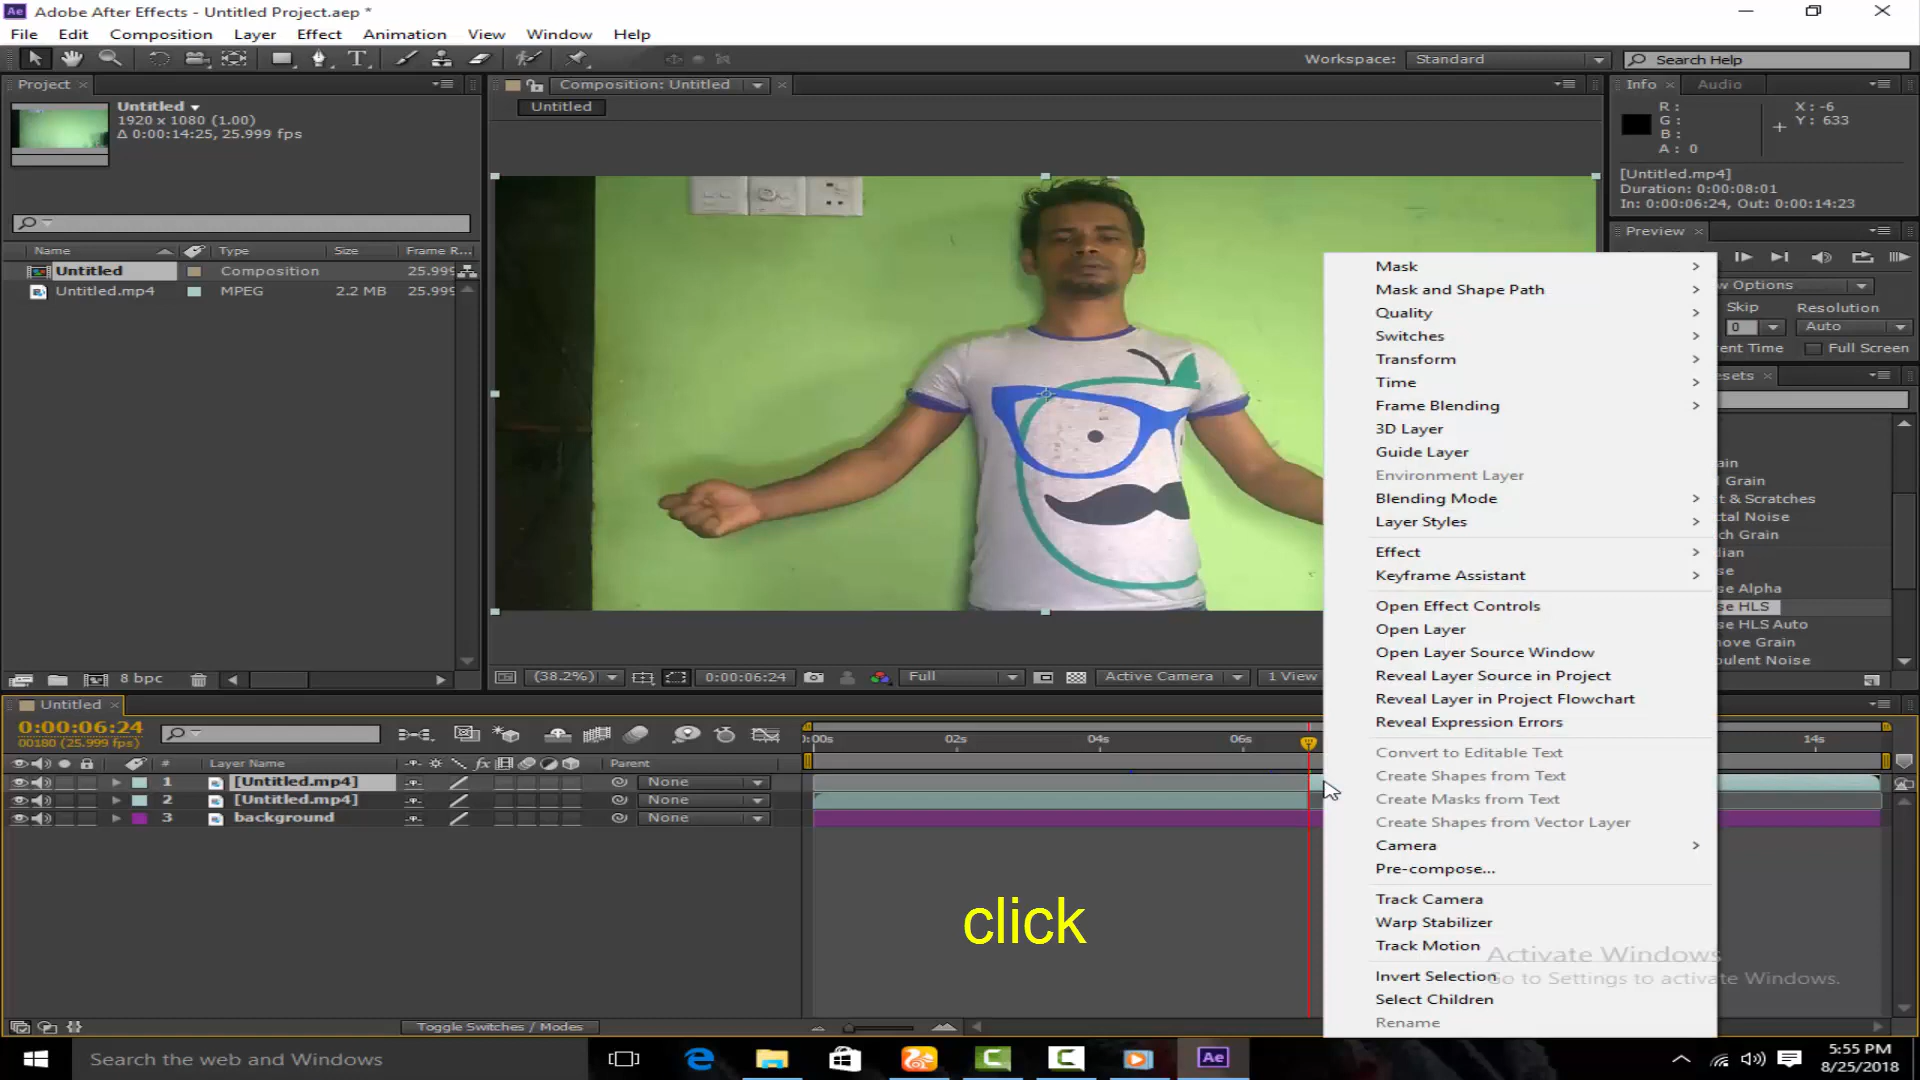 Adobe After Effects - Untitled Project.aep *
File Edit Composition Layer Effect Animation View Window Help
Workspace: Standard Search Help
Project
Untitled
1920 x 1080 (1.00)
Δ 0:00:14:25, 25.999 fps
Composition: Untitled
Untitled
Info Audio
R :
G :
B :
A : 0
X : -6
Y : 633
[Untitled.mp4]
Duration: 0:00:08:01
In: 0:00:06:24, Out: 0:00:14:23
Preview
Skip Resolution
0 Auto
Full Screen
Name Type Size Frame R...
Untitled Composition 25.999
Untitled.mp4 MPEG 2.2 MB 25.999
8 bpc
(38.2%) 0:00:06:24 Full Active Camera 1 View
Mask
Mask and Shape Path
Quality
Switches
Transform
Time
Frame Blending
3D Layer
Guide Layer
Environment Layer
Blending Mode
Layer Styles
Effect
Keyframe Assistant
Open Effect Controls
Open Layer
Open Layer Source Window
Reveal Layer Source in Project
Reveal Layer in Project Flowchart
Reveal Expression Errors
Convert to Editable Text
Create Shapes from Text
Create Masks from Text
Create Shapes from Vector Layer
Camera
Pre-compose...
Track Camera
Warp Stabilizer
Track Motion
Invert Selection
Select Children
Rename
Untitled
0:00:06:24
00180 (25.999 fps)
Layer Name Parent
1 [Untitled.mp4] None
2 [Untitled.mp4] None
3 background None
:00s 02s 04s 06s 14s
click
Activate Windows
Go to Settings to activate Windows.
Toggle Switches / Modes
Search the web and Windows
Ae
5:55 PM
8/25/2018